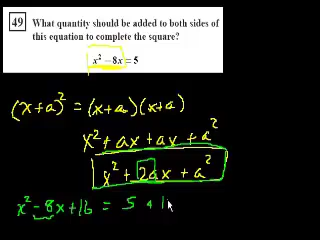 49 What quantity should be added to both sides of
this equation to complete the square?
x² − 8x = 5
(x+a)² = (x+a)(x+a)
x² + ax + ax + a²
x² + 2ax + a²
x² − 8x + 16 = 5 + 1